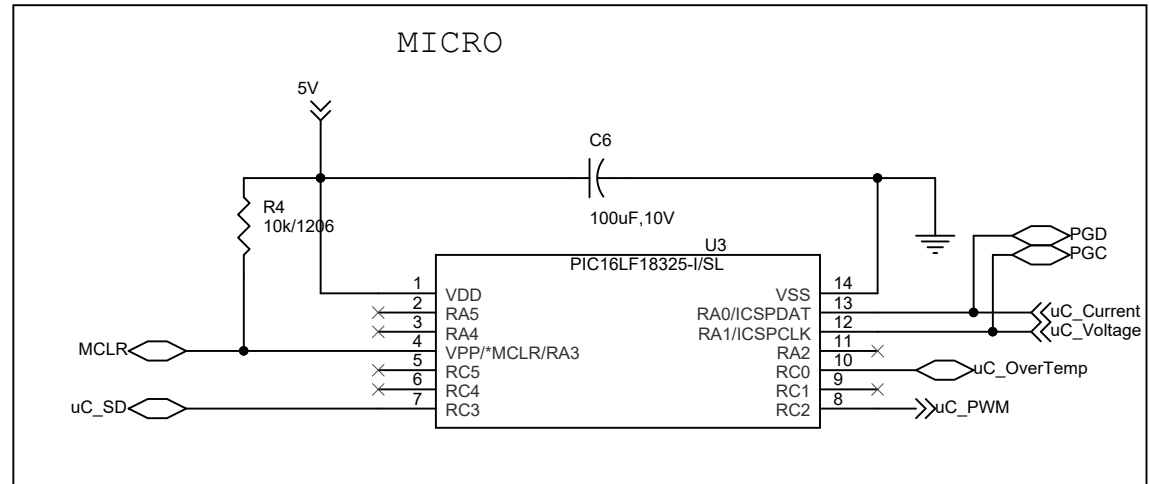 MICRO
5V
C6
R4
10k/1206
100uF,10V
U3
PIC16LF18325-I/SL
PGD
PGC
1
VDD
VSS
14
2
RA5
RA0/ICSPDAT
13
uC_Current
3
RA4
RA1/ICSPCLK
12
uC_Voltage
MCLR
4
VPP/*MCLR/RA3
RA2
11
5
RC5
RC0
10
uC_OverTemp
6
RC4
RC1
9
uC_SD
7
RC3
RC2
8
uC_PWM